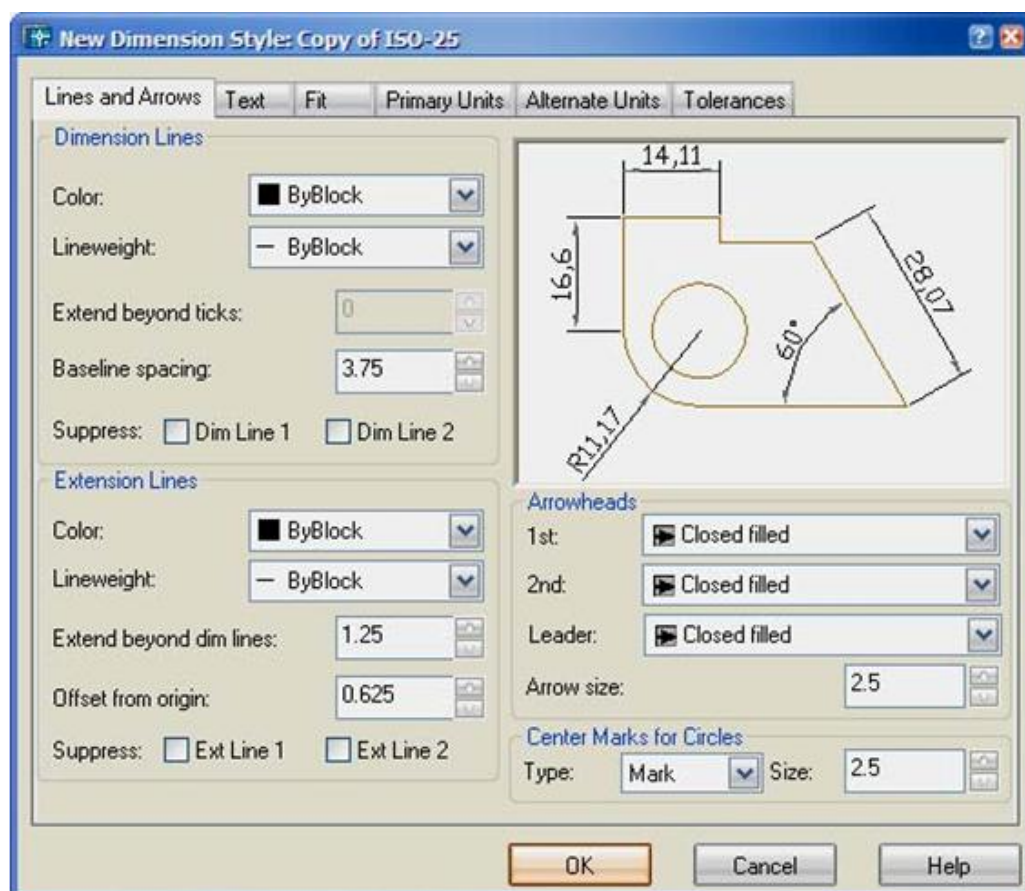 New Dimension Style: Copy of ISO-25
Lines and Arrows Text Fit Primary Units Alternate Units Tolerances
Dimension Lines
Color: ByBlock
Lineweight: ByBlock
Extend beyond ticks: 0
Baseline spacing: 3.75
Suppress: Dim Line 1 Dim Line 2
Extension Lines
Color: ByBlock
Lineweight: ByBlock
Extend beyond dim lines: 1.25
Offset from origin: 0.625
Suppress: Ext Line 1 Ext Line 2
14,11
16,6
28,07
60°
R11,17
Arrowheads
1st: Closed filled
2nd: Closed filled
Leader: Closed filled
Arrow size: 2.5
Center Marks for Circles
Type: Mark Size: 2.5
OK Cancel Help